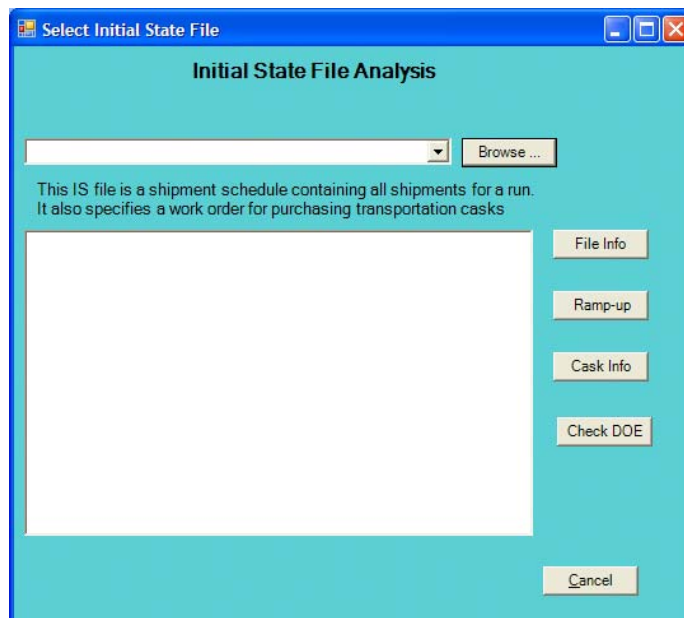 Select Initial State File
Initial State File Analysis
Browse ...
This IS file is a shipment schedule containing all shipments for a run.
It also specifies a work order for purchasing transportation casks
File Info
Ramp-up
Cask Info
Check DOE
Cancel